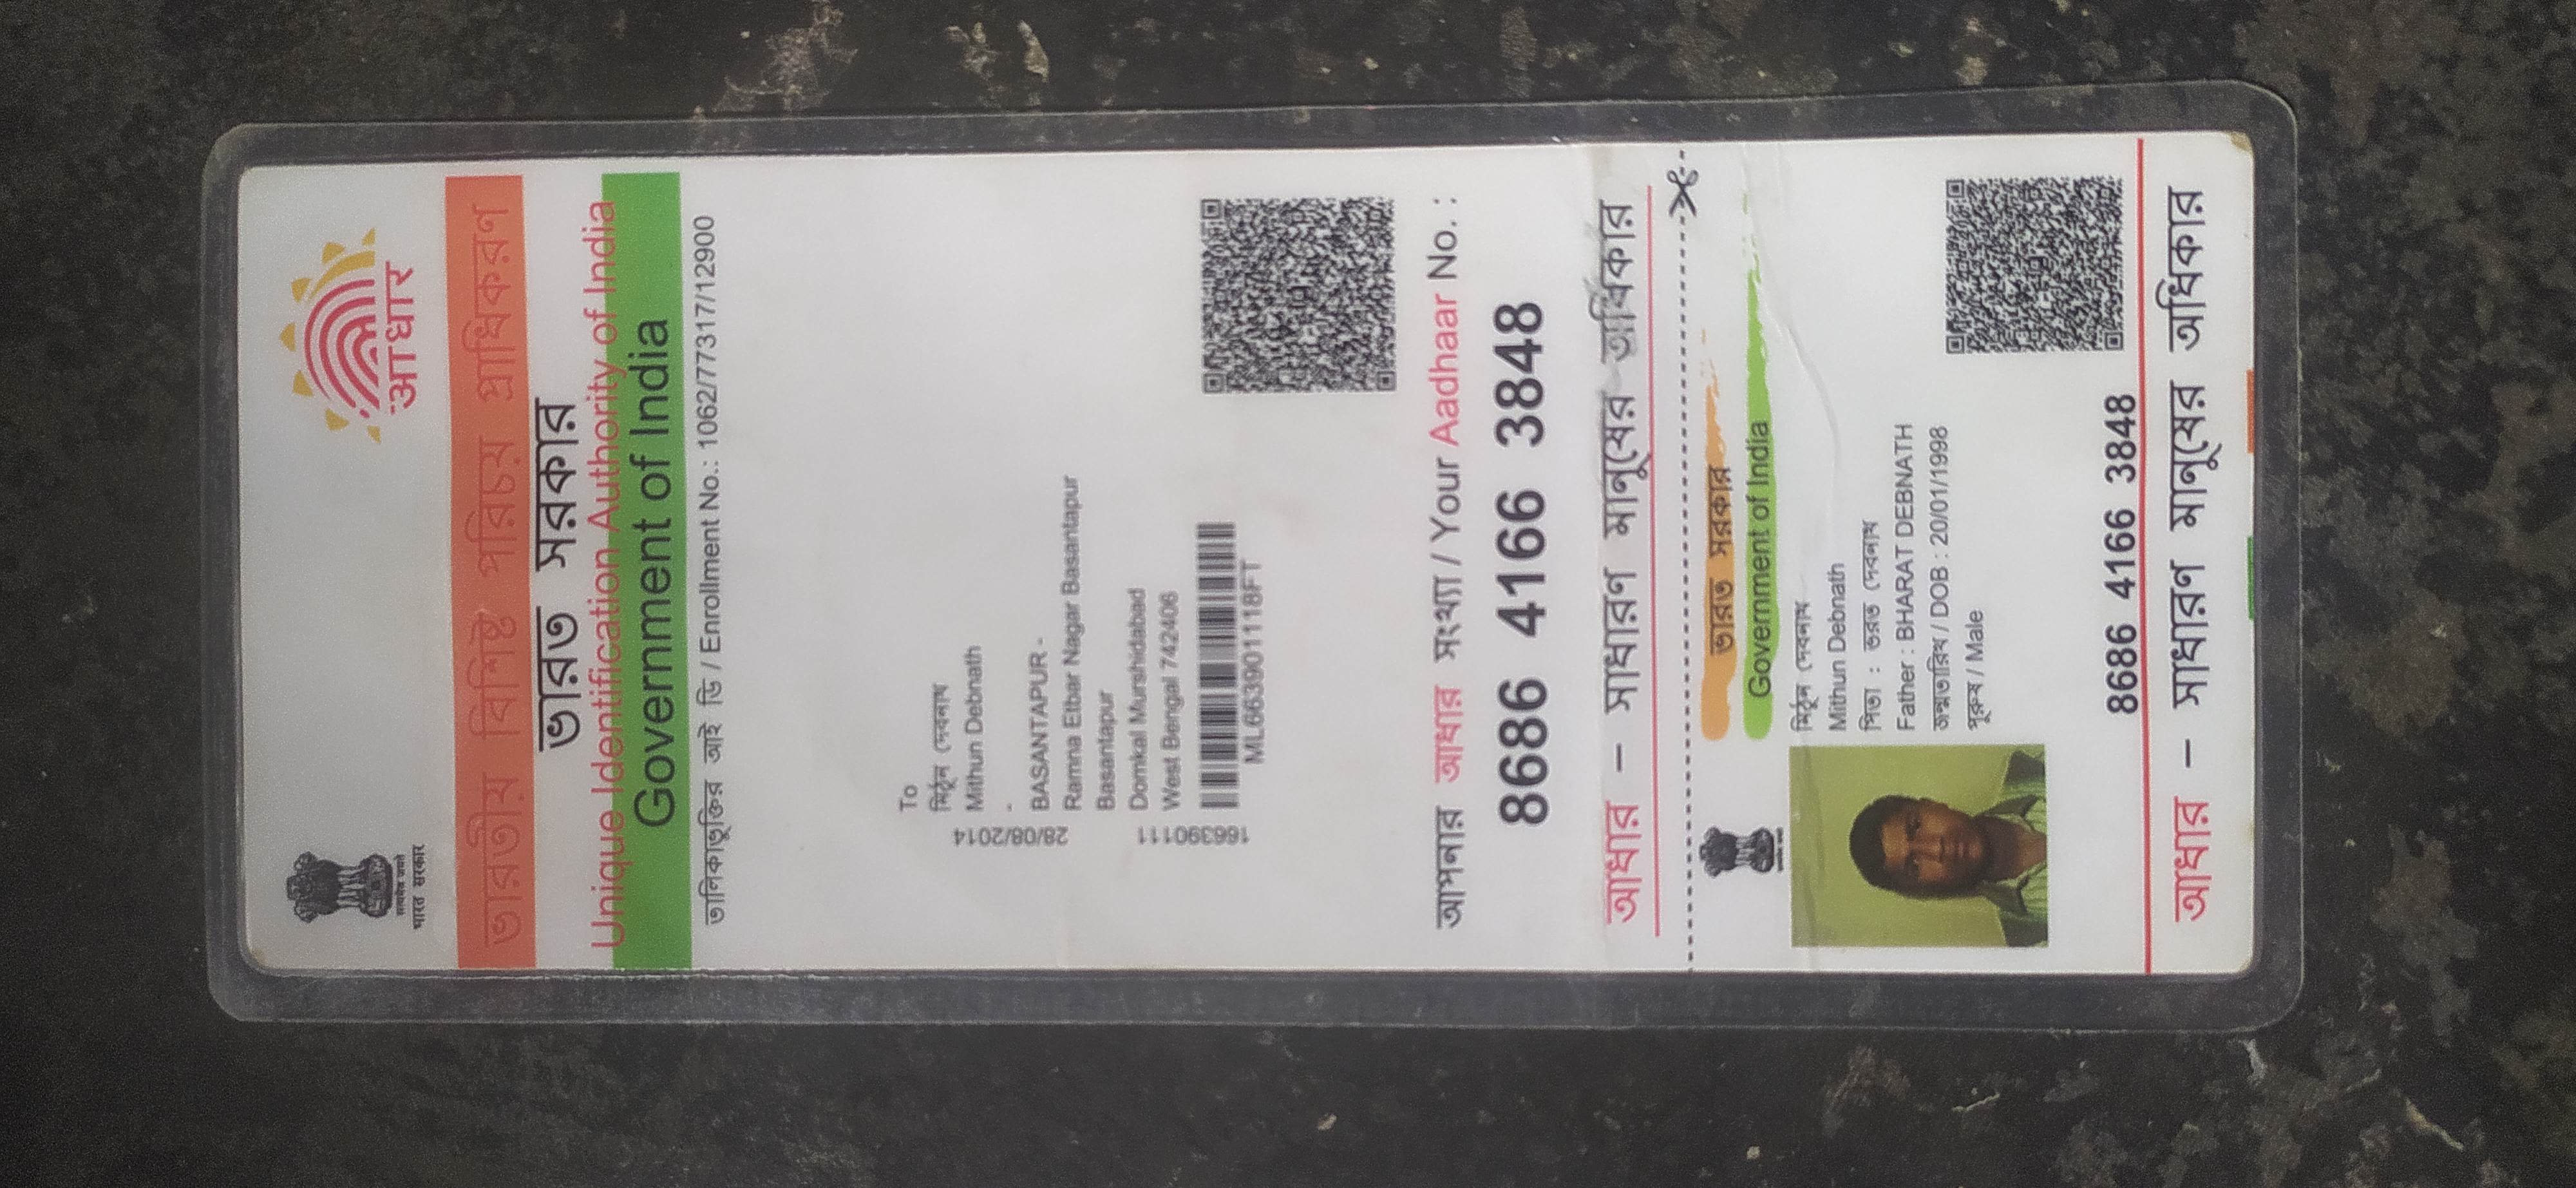 सत्यमेव जयते
भारत सरकार
आधार
ভারতীয় বিশিষ্ট পরিচয় প্রাধিকরণ
ভারত সরকার
Unique Identification Authority of India
Government of India
তালিকাভুক্তির আই ডি / Enrollment No.: 1062/77317/12900
28/08/2014
166390111
To
মিঠুন দেবনাথ
Mithun Debnath
-
BASANTAPUR -
Ramna Etbar Nagar Basantapur
Basantapur
Domkal Murshidabad
West Bengal 742406
ML663901118FT
আপনার আধার সংখ্যা / Your Aadhaar No. :
8686 4166 3848
আধার – সাধারণ মানুষের অধিকার
ভারত সরকার
Government of India
মিঠুন দেবনাথ
Mithun Debnath
পিতা : ভরত দেবনাথ
Father : BHARAT DEBNATH
জন্মতারিখ / DOB : 20/01/1998
পুরুষ / Male
8686 4166 3848
আধার – সাধারণ মানুষের অধিকার